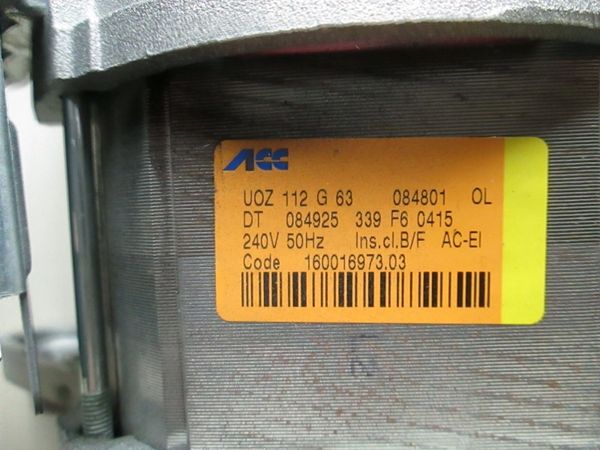 ACC
UOZ 112 G 63 084801 OL
DT 084925 339 F6 0415
240V 50Hz Ins.cl.B/F AC-EI
Code 160016973.03